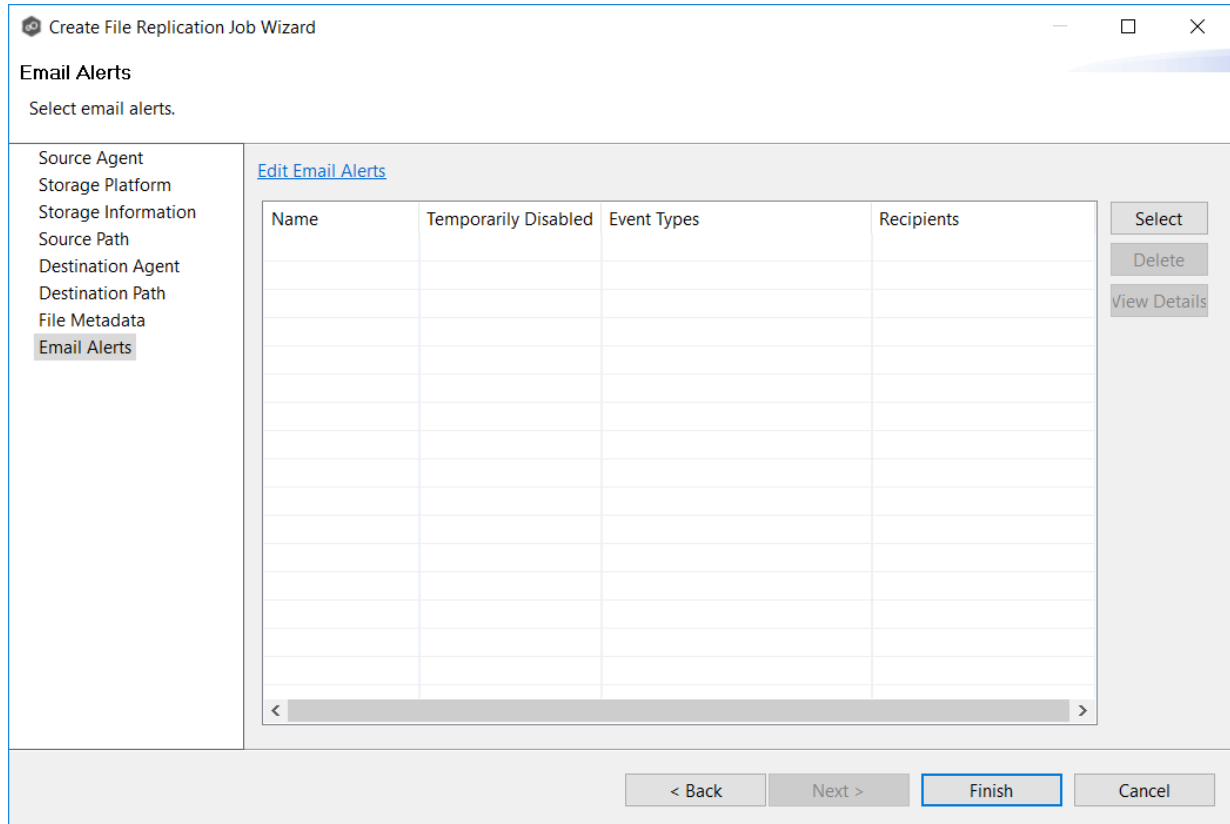 Create File Replication Job Wizard
Email Alerts
Select email alerts.
Source Agent
Storage Platform
Storage Information
Source Path
Destination Agent
Destination Path
File Metadata
Email Alerts
Edit Email Alerts
Name Temporarily Disabled Event Types Recipients
Select
Delete
View Details
< Back Next > Finish Cancel